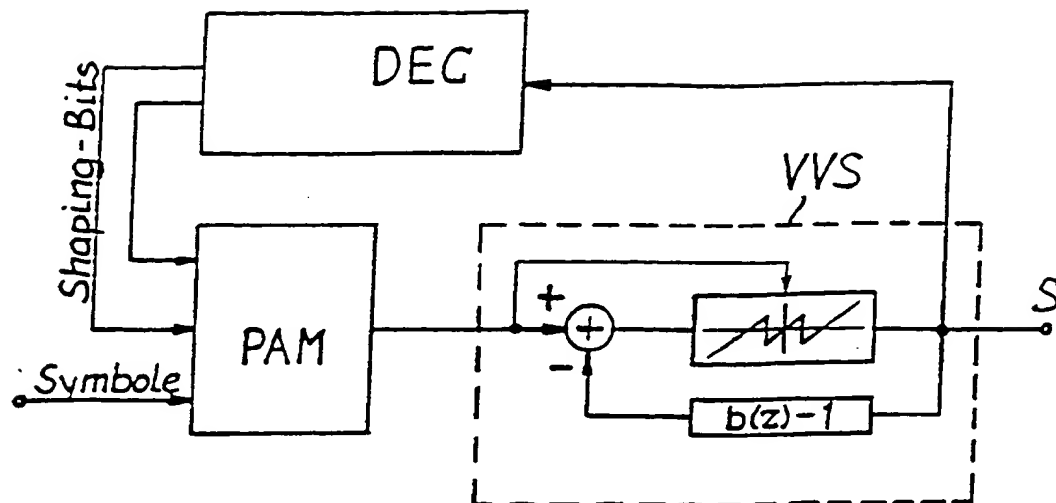 DEC
Shaping-Bits
VVS
PAM
Symbole
+
+
-
S
b(z)-1